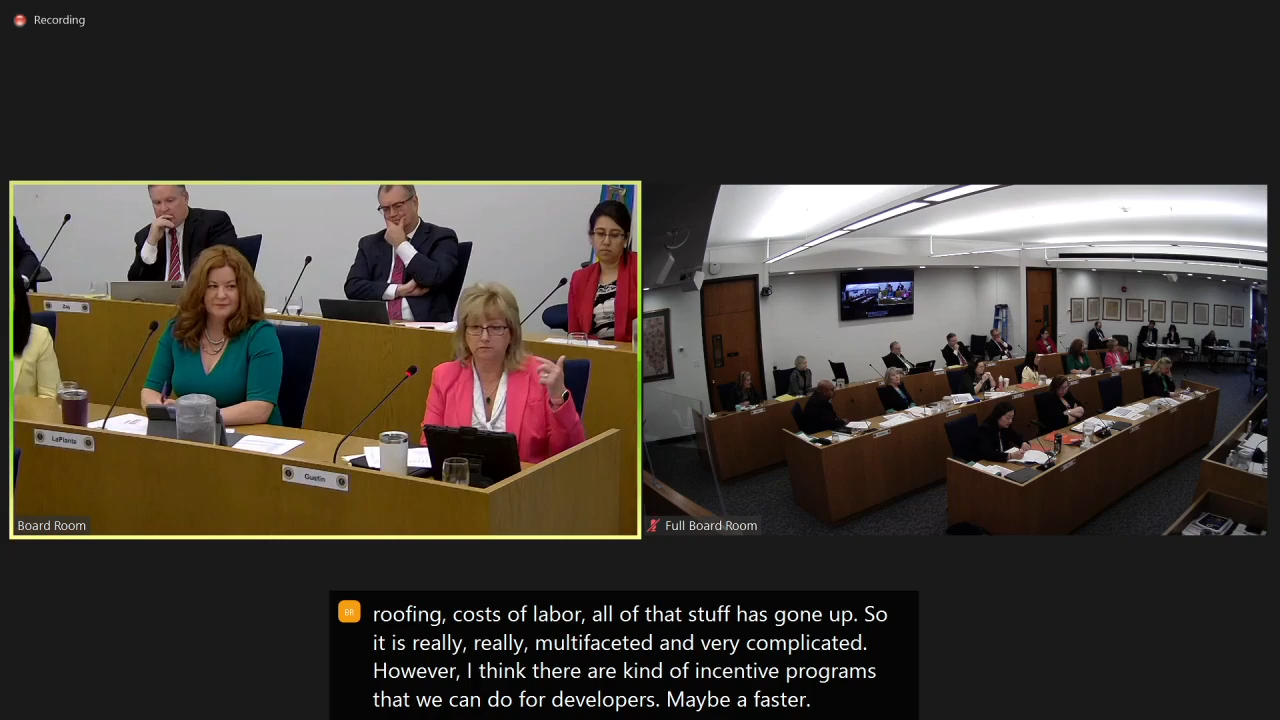 Recording
Zay
LaPlante
Gustin
Board Room
Full Board Room
BR
roofing, costs of labor, all of that stuff has gone up. So
it is really, really, multifaceted and very complicated.
However, I think there are kind of incentive programs
that we can do for developers. Maybe a faster.